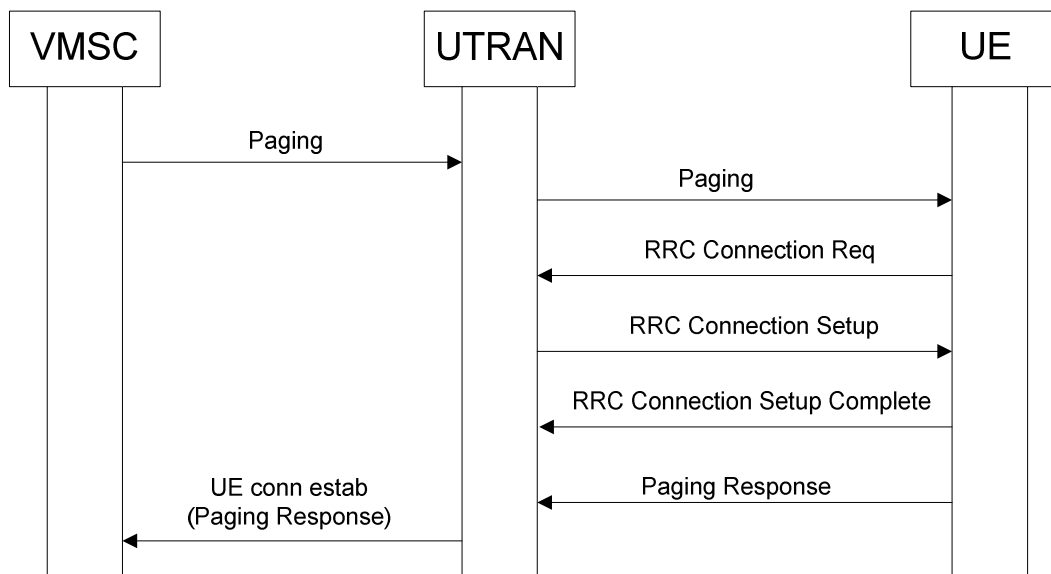 VMSC
UTRAN
UE
Paging
Paging
RRC Connection Req
RRC Connection Setup
RRC Connection Setup Complete
UE conn estab
(Paging Response)
Paging Response